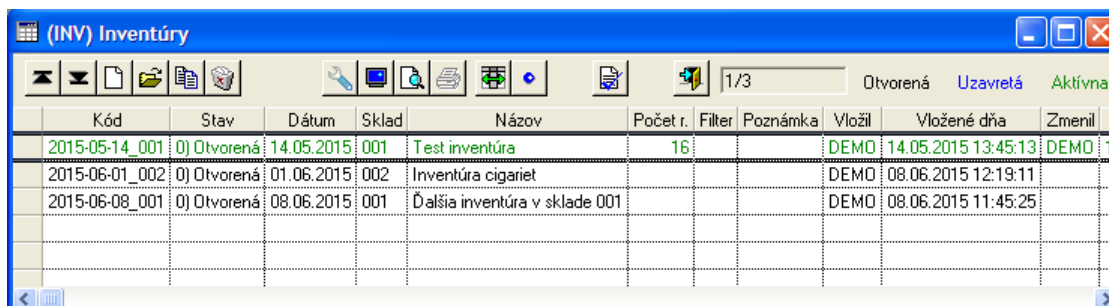 (INV) Inventúry
1/3 Otvorená Uzavretá Aktívna
Kód Stav Dátum Sklad Názov Počet r. Filter Poznámka Vložil Vložené dňa Zmenil
2015-05-14_001 0) Otvorená 14.05.2015 001 Test inventúra 16 DEMO 14.05.2015 13:45:13 DEMO
2015-06-01_002 0) Otvorená 01.06.2015 002 Inventúra cigariet DEMO 08.06.2015 12:19:11
2015-06-08_001 0) Otvorená 08.06.2015 001 Ďalšia inventúra v sklade 001 DEMO 08.06.2015 11:45:25